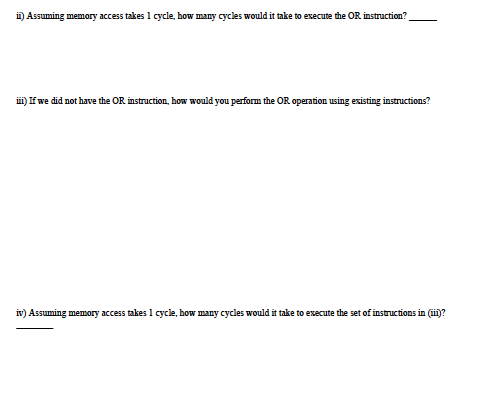 ii) Assuming memory access takes 1 cycle, how many cycles would it take to execute the OR instruction? ______
iii) If we did not have the OR instruction, how would you perform the OR operation using existing instructions?
iv) Assuming memory access takes 1 cycle, how many cycles would it take to execute the set of instructions in (iii)?
________